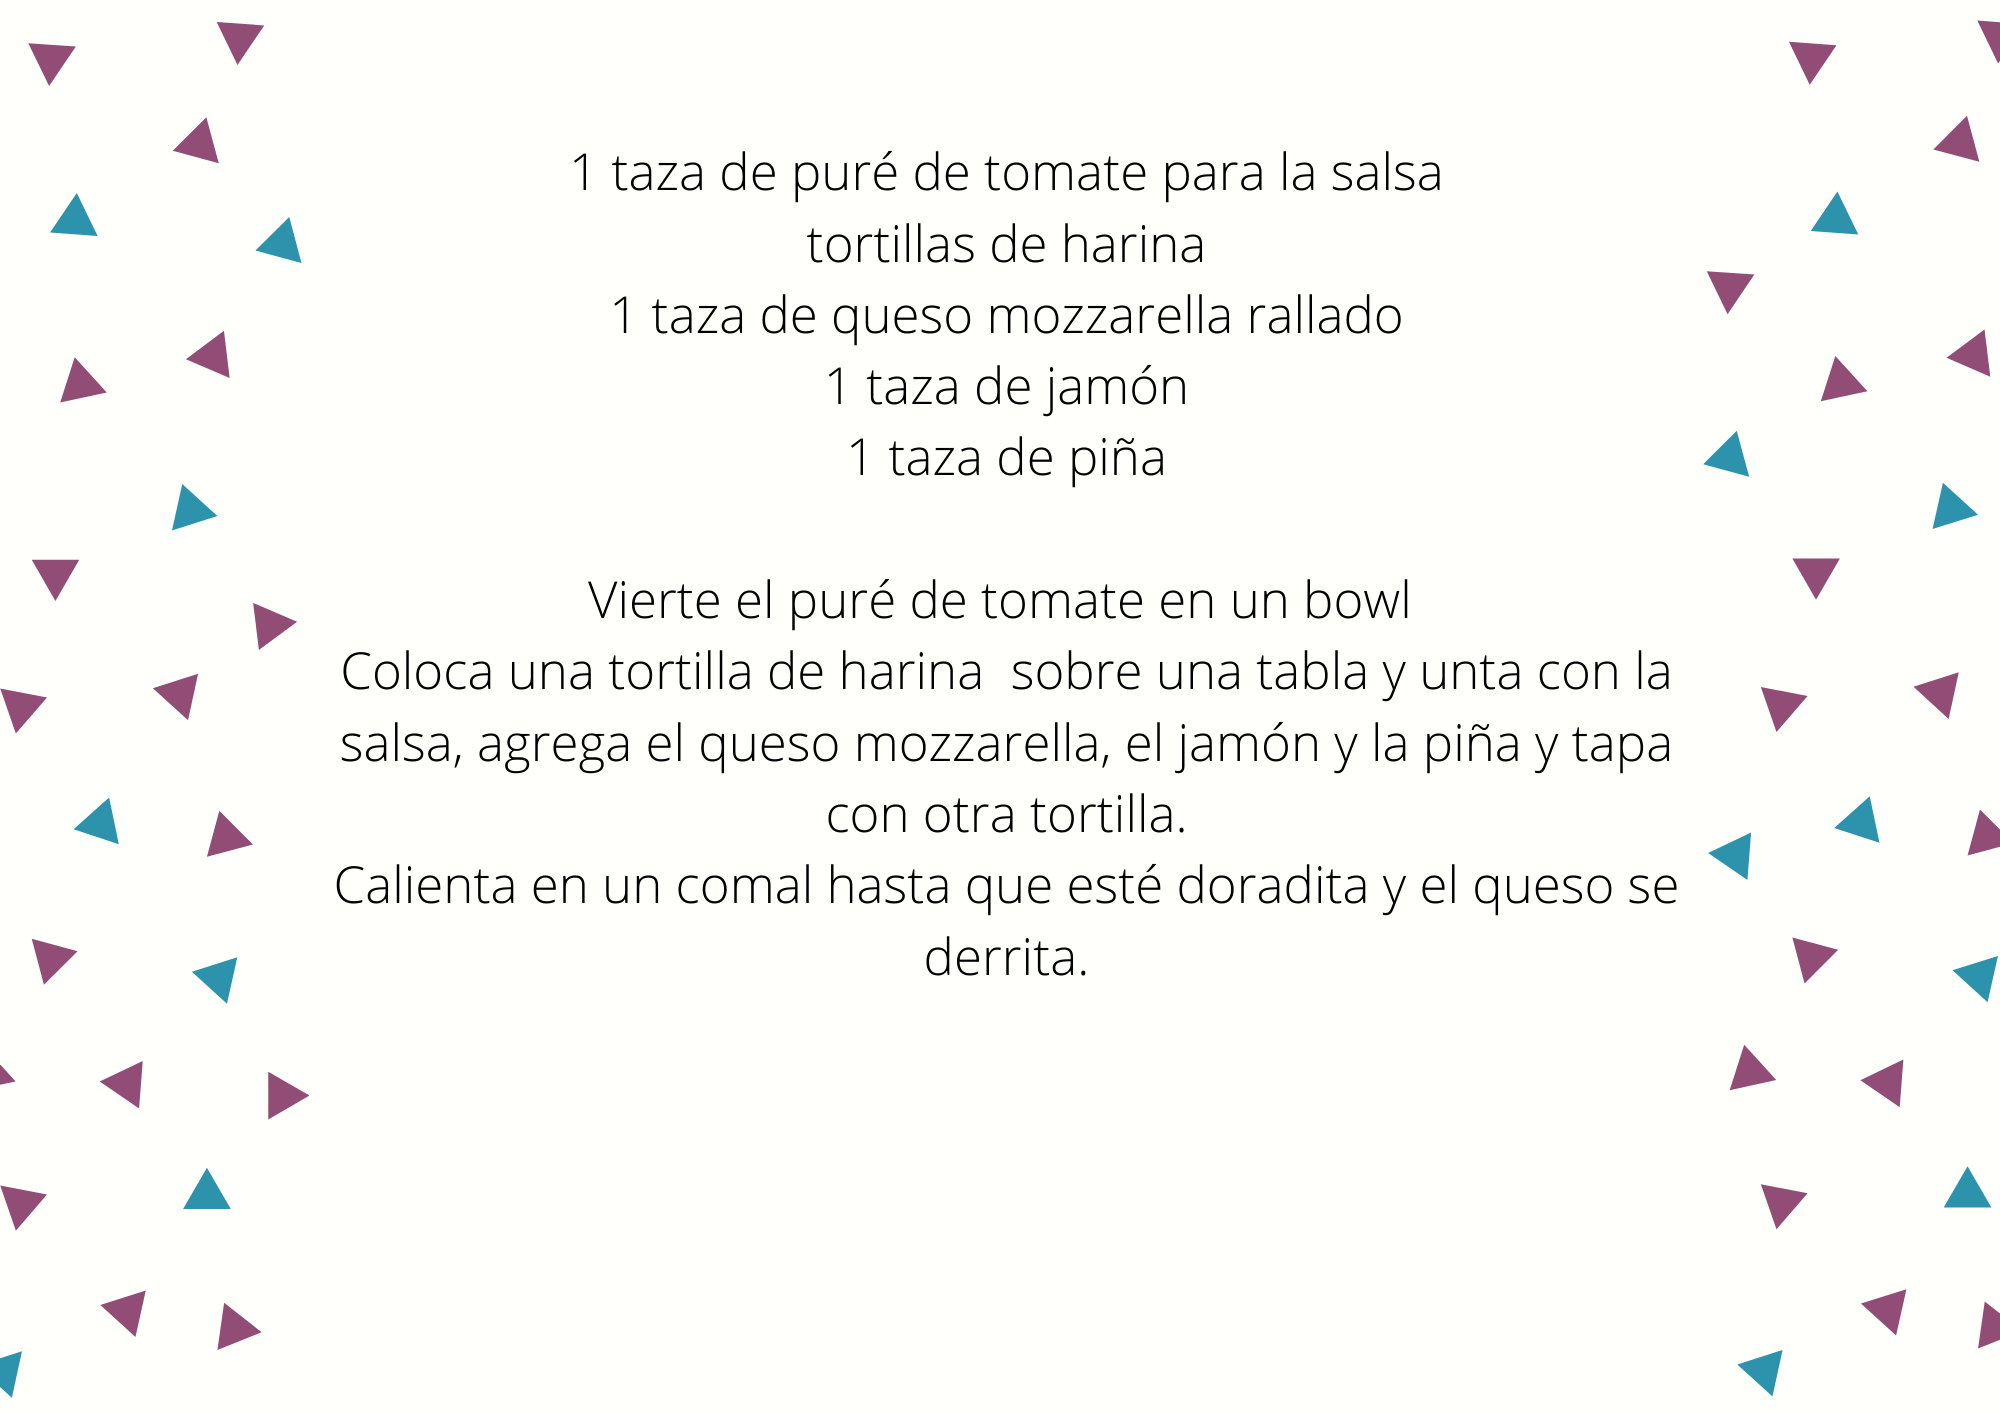 1 taza de puré de tomate para la salsa
tortillas de harina
1 taza de queso mozzarella rallado
1 taza de jamón
1 taza de piña
Vierte el puré de tomate en un bowl
Coloca una tortilla de harina  sobre una tabla y unta con la
salsa, agrega el queso mozzarella, el jamón y la piña y tapa
con otra tortilla.
Calienta en un comal hasta que esté doradita y el queso se
derrita.